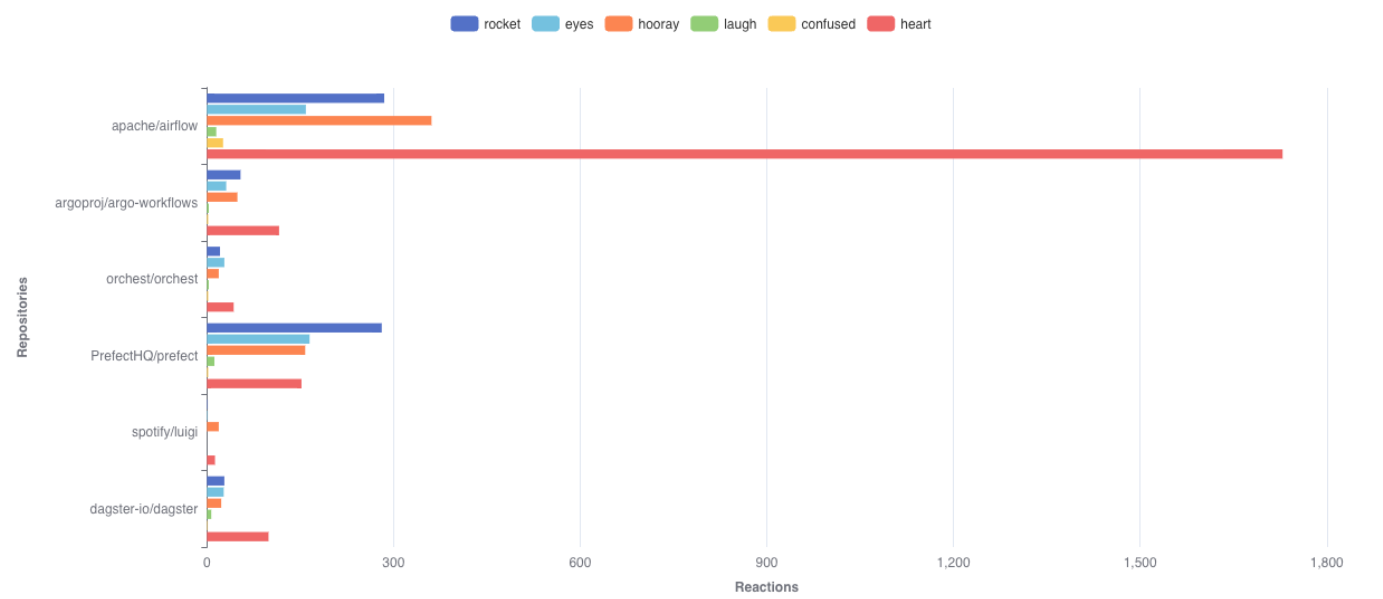 rocket eyes hooray laugh confused heart
apache/airflow
argoproj/argo-workflows
orchest/orchest
Repositories
PrefectHQ/prefect
spotify/luigi
dagster-io/dagster
0 300 600 900 1,200 1,500 1,800
Reactions